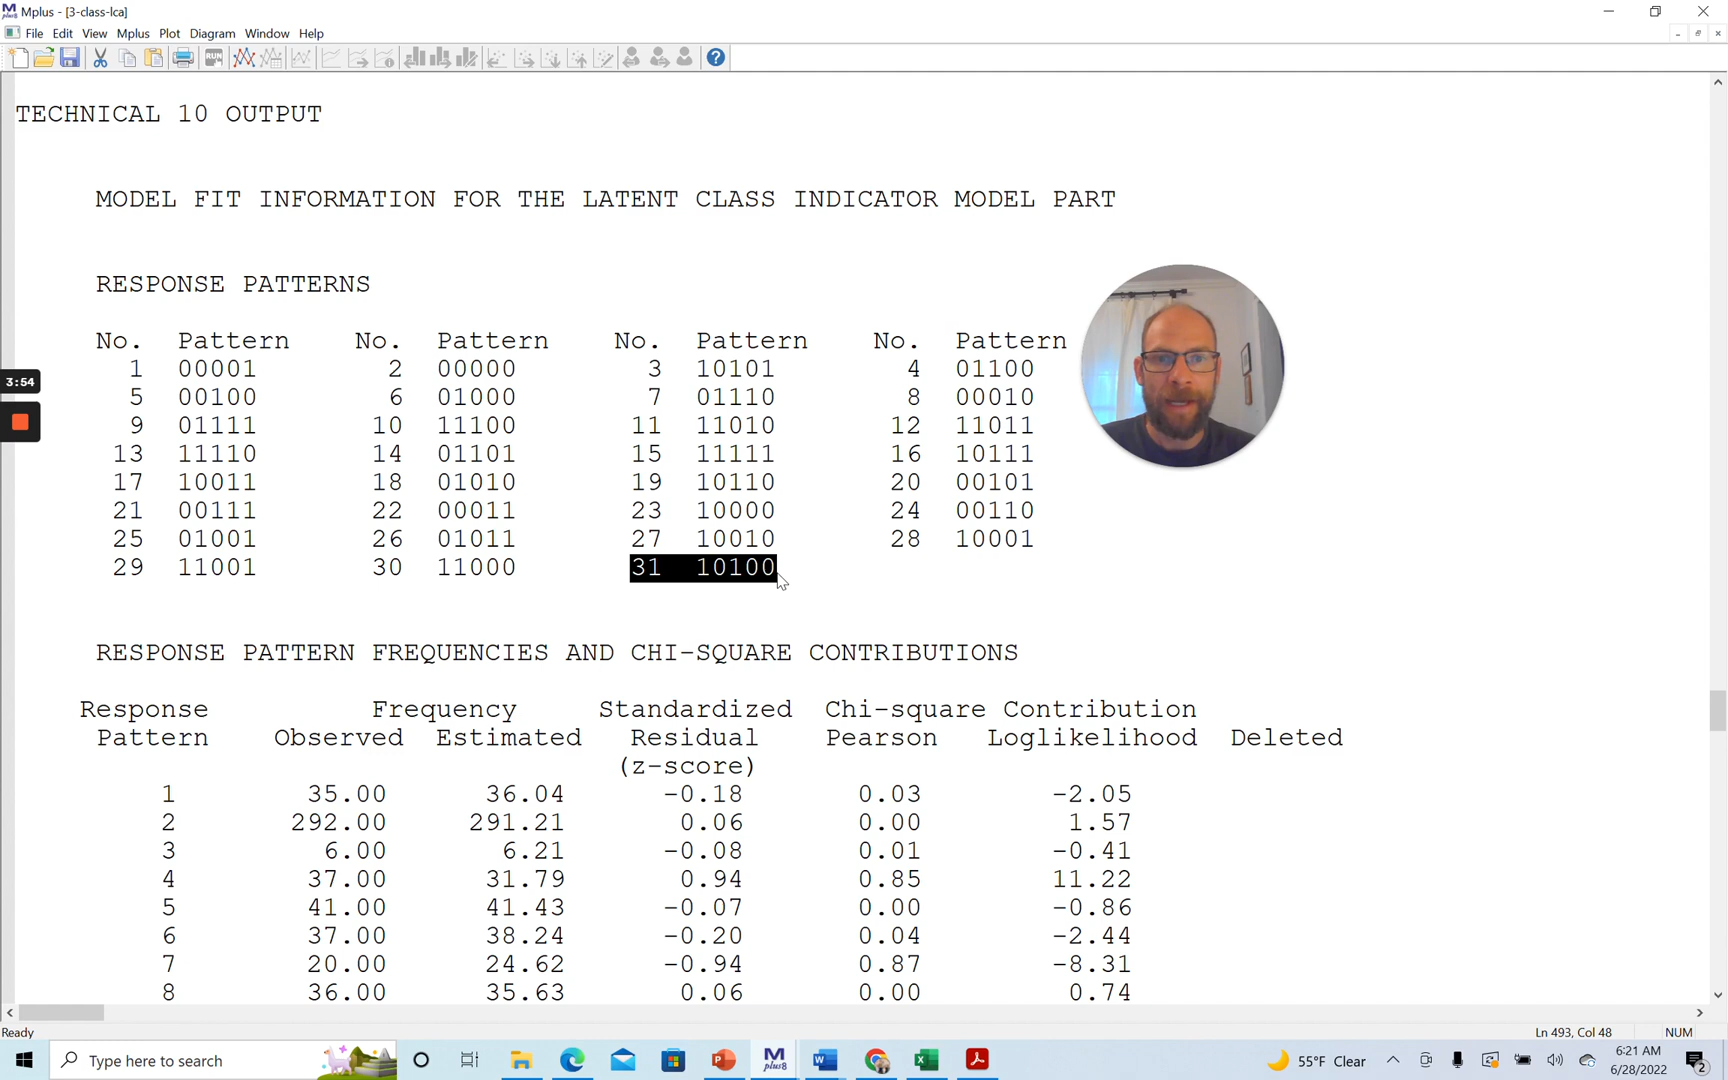 Mplus - [3-class-lca]
File Edit View Mplus Plot Diagram Window Help
RUN
TECHNICAL 10 OUTPUT
MODEL FIT INFORMATION FOR THE LATENT CLASS INDICATOR MODEL PART
RESPONSE PATTERNS
No. Pattern No. Pattern No. Pattern No. Pattern
1 00001 2 00000 3 10101 4 01100
3:54
5 00100 6 01000 7 01110 8 00010
9 01111 10 11100 11 11010 12 11011
13 11110 14 01101 15 11111 16 10111
17 10011 18 01010 19 10110 20 00101
21 00111 22 00011 23 10000 24 00110
25 01001 26 01011 27 10010 28 10001
29 11001 30 11000 31 10100
RESPONSE PATTERN FREQUENCIES AND CHI-SQUARE CONTRIBUTIONS
Response Frequency Standardized Chi-square Contribution
Pattern Observed Estimated Residual Pearson Loglikelihood Deleted
(z-score)
1 35.00 36.04 -0.18 0.03 -2.05
2 292.00 291.21 0.06 0.00 1.57
3 6.00 6.21 -0.08 0.01 -0.41
4 37.00 31.79 0.94 0.85 11.22
5 41.00 41.43 -0.07 0.00 -0.86
6 37.00 38.24 -0.20 0.04 -2.44
7 20.00 24.62 -0.94 0.87 -8.31
8 36.00 35.63 0.06 0.00 0.74
Ready Ln 493, Col 48 NUM
Type here to search 55°F Clear 6:21 AM
6/28/2022 2